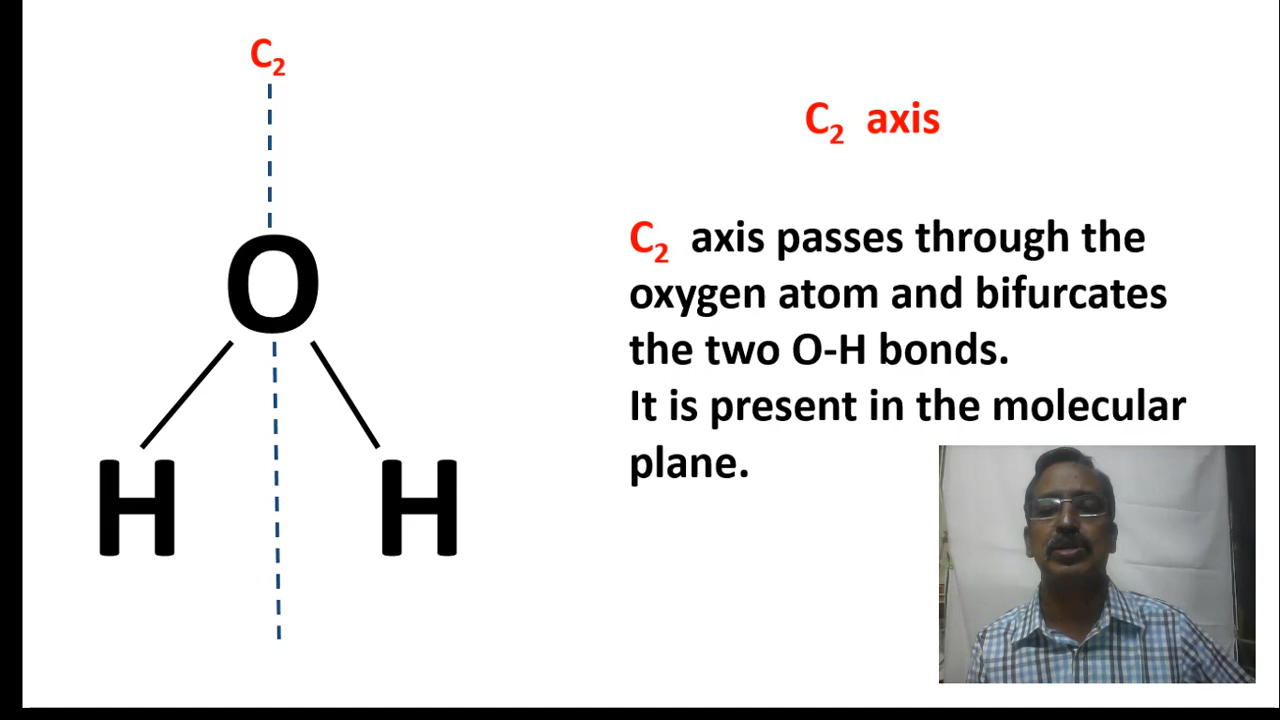 C₂
C₂ axis
O
H H
C₂ axis passes through the
oxygen atom and bifurcates
the two O-H bonds.
It is present in the molecular
plane.